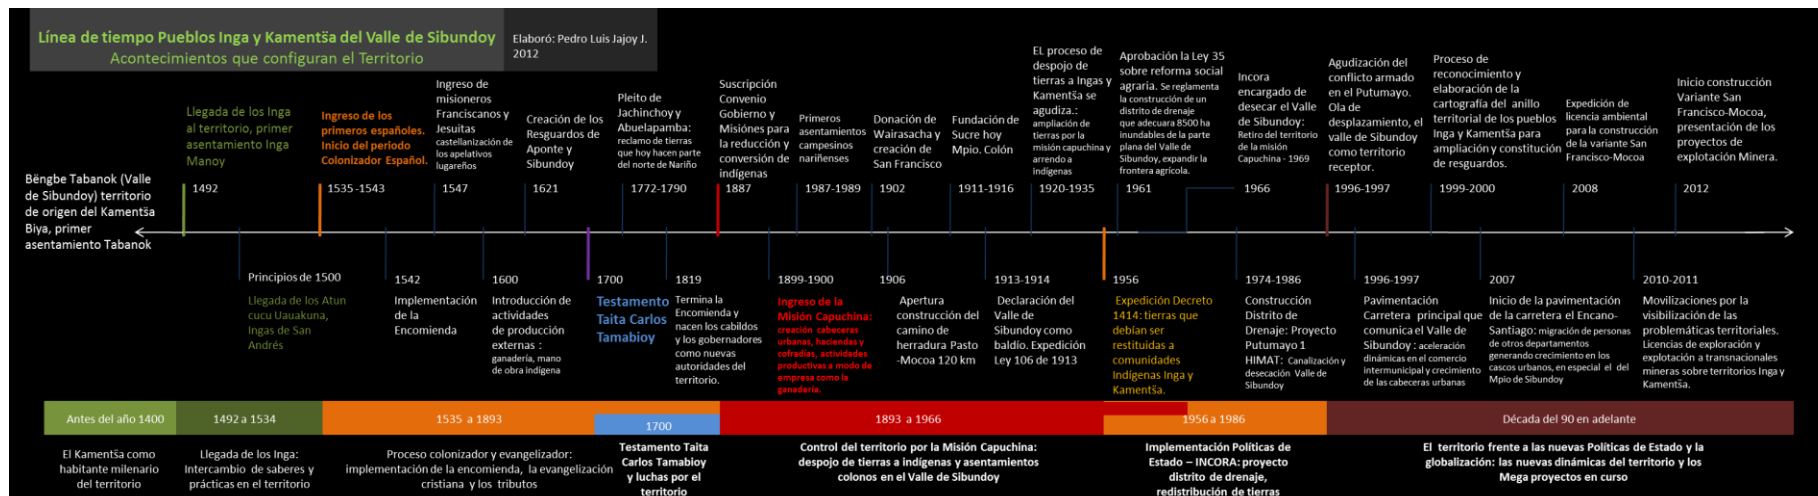 Línea de tiempo Pueblos Inga y Kamentŝa del Valle de Sibundoy
Acontecimientos que configuran el Territorio
Elaboró: Pedro Luis Jajoy J.
2012
Bëngbe Tabanok (Valle
de Sibundoy) territorio
de origen del Kamentŝa
Biya, primer
asentamiento Tabanok
Llegada de los Inga
al territorio, primer
asentamiento Inga
Manoy
1492
Ingreso de los
primeros españoles.
Inicio del periodo
Colonizador Español.
1535-1543
Ingreso de
misioneros
Franciscanos y
Jesuitas
castellanización de
los apelativos
lugareños
1547
Creación de los
Resguardos de
Aponte y
Sibundoy
1621
Pleito de
Jachinchoy y
Abuelapamba:
reclamo de tierras
que hoy hacen parte
del norte de Nariño
1772-1790
Suscripción
Convenio
Gobierno y
Misiónes para
la reducción y
conversión de
indígenas
1887
Primeros
asentamientos
campesinos
nariñenses
1987-1989
Donación de
Wairasacha y
creación de
San Francisco
1902
Fundación de
Sucre hoy
Mpio. Colón
1911-1916
EL proceso de
despojo de
tierras a Ingas y
Kamentŝa se
agudiza.:
ampliación de
tierras por la
misión capuchina y
arrendo a
indígenas
1920-1935
Aprobación la Ley 35
sobre reforma social
agraria. Se reglamenta
la construcción de un
distrito de drenaje
que adecuara 8500 ha
inundables de la parte
plana del Valle de
Sibundoy, expandir la
frontera agrícola.
1961
Incora
encargado de
desecar el Valle
de Sibundoy:
Retiro del territorio
de la misión
Capuchina - 1969
1966
Agudización del
conflicto armado
en el Putumayo.
Ola de
desplazamiento, el
valle de Sibundoy
como territorio
receptor.
1996-1997
Proceso de
reconocimiento y
elaboración de la
cartografía del anillo
territorial de los pueblos
Inga y Kamentŝa para
ampliación y constitución
de resguardos.
1999-2000
Expedición de
licencia ambiental
para la construcción
de la variante San
Francisco-Mocoa
2008
Inicio construcción
Variante San
Francisco-Mocoa,
presentación de los
proyectos de
explotación Minera.
2012
Principios de 1500
Llegada de los Atun
cucu Uauakuna,
Ingas de San
Andrés
1542
Implementación
de la
Encomienda
1600
Introducción de
actividades
de producción
externas :
ganadería, mano
de obra indígena
1700
Testamento
Taita Carlos
Tamabioy
1819
Termina la
Encomienda y
nacen los cabildos
y los gobernadores
como nuevas
autoridades del
territorio.
1899-1900
Ingreso de la
Misión Capuchina:
creación cabeceras
urbanas, haciendas y
cofradías, actividades
productivas a modo de
empresa como la
ganadería.
1906
Apertura
construcción del
camino de
herradura Pasto
-Mocoa 120 km
1913-1914
Declaración del
Valle de
Sibundoy como
baldío. Expedición
Ley 106 de 1913
1956
Expedición Decreto
1414: tierras que
debían ser
restituidas a
comunidades
Indígenas Inga y
Kamentŝa.
1974-1986
Construcción
Distrito de
Drenaje: Proyecto
Putumayo 1
HIMAT: Canalización y
desecación Valle de
Sibundoy
1996-1997
Pavimentación
Carretera principal que
comunica el Valle de
Sibundoy : aceleración
dinámicas en el comercio
intermunicipal y crecimiento
de las cabeceras urbanas
2007
Inicio de la pavimentación
de la carretera el Encano-
Santiago: migración de personas
de otros departamentos
generando crecimiento en los
cascos urbanos, en especial el del
Mpio de Sibundoy
2010-2011
Movilizaciones por la
visibilización de las
problemáticas territoriales.
Licencias de exploración y
explotación a transnacionales
mineras sobre territorios Inga y
Kamentŝa.
Antes del año 1400
1492 a 1534
1535 a 1893
1700
1893 a 1966
1956 a 1986
Década del 90 en adelante
El Kamentŝa como
habitante milenario
del territorio
Llegada de los Inga:
Intercambio de saberes y
prácticas en el territorio
Proceso colonizador y evangelizador:
implementación de la encomienda, la evangelización
cristiana y los tributos
Testamento Taita
Carlos Tamabioy
y luchas por el
territorio
Control del territorio por la Misión Capuchina:
despojo de tierras a indígenas y asentamientos
colonos en el Valle de Sibundoy
Implementación Políticas de
Estado – INCORA: proyecto
distrito de drenaje,
redistribución de tierras
El territorio frente a las nuevas Políticas de Estado y la
globalización: las nuevas dinámicas del territorio y los
Mega proyectos en curso